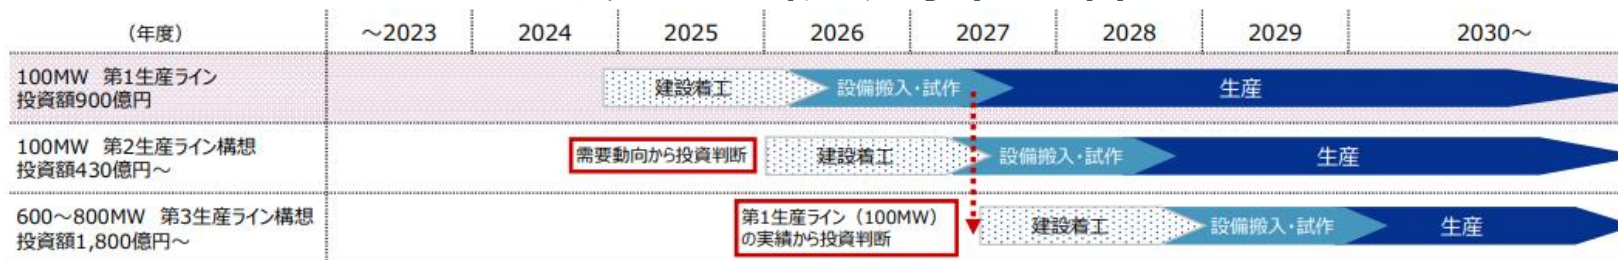 (年度) ～2023 2024 2025 2026 2027 2028 2029 2030～
100MW 第1生産ライン
投資額900億円
建設着工 設備搬入・試作 生産
100MW 第2生産ライン構想
投資額430億円～
需要動向から投資判断 建設着工 設備搬入・試作 生産
600～800MW 第3生産ライン構想
投資額1,800億円～
第1生産ライン（100MW）
の実績から投資判断
建設着工 設備搬入・試作 生産